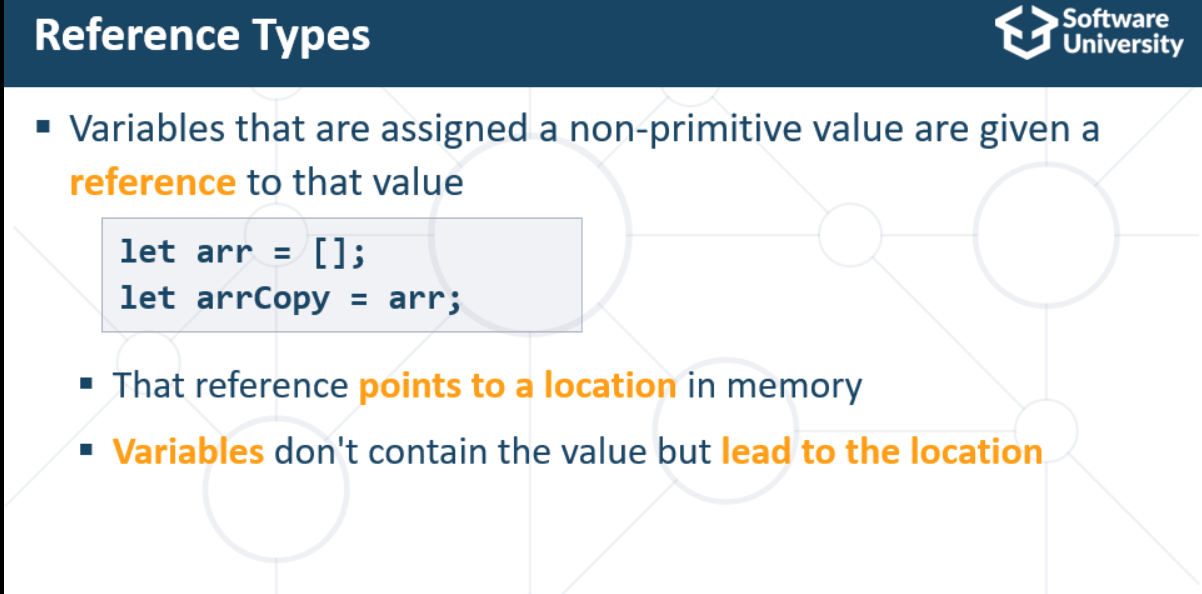 Reference Types
Software
University
▪ Variables that are assigned a non-primitive value are given a
reference to that value
let arr = [];
let arrCopy = arr;
▪ That reference points to a location in memory
▪ Variables don't contain the value but lead to the location